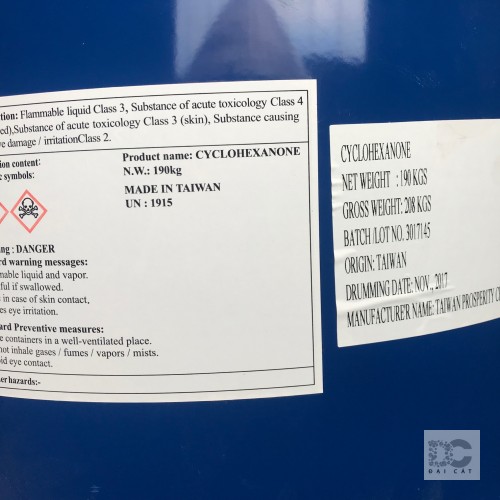 tion: Flammable liquid Class 3, Substance of acute toxicology Class 4
ed),Substance of acute toxicology Class 3 (skin), Substance causing
ye damage / irritationClass 2.
ion content:
c symbols:
Product name: CYCLOHEXANONE
N.W.: 190kg
MADE IN TAIWAN
UN : 1915
ng : DANGER
rd warning messages:
mable liquid and vapor.
ful if swallowed.
in case of skin contact,
es eye irritation.
ard Preventive measures:
e containers in a well-ventilated place.
not inhale gases / fumes / vapors / mists.
oid eye contact.
er hazards:-
CYCLOHEXANONE
NET WEIGHT : 190 KGS
GROSS WEIGHT: 208 KGS
BATCH /LOT NO. 3017145
ORIGIN: TAIWAN
DRUMMING DATE: NOV., 2017
MANUFACTURER NAME: TAIWAN PROSPERITY C
DC
DAI CAT